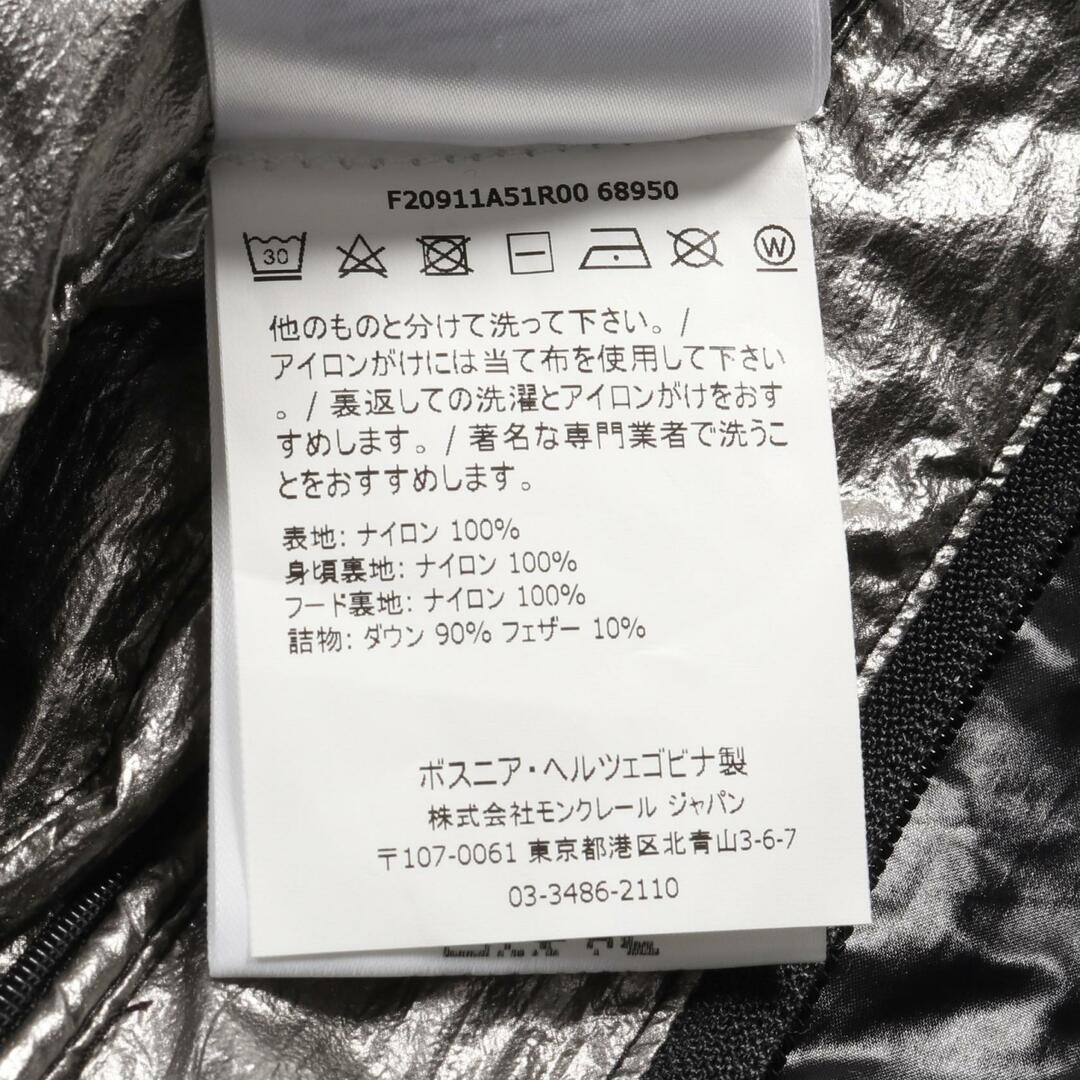 F20911A51R00 68950
30
W
他のものと分けて洗って下さい。/
アイロンがけには当て布を使用して下さい
。/ 裏返しての洗濯とアイロンがけをおす
すめします。/ 著名な専門業者で洗うこ
とをおすすめします。
表地: ナイロン 100%
身頃裏地: ナイロン 100%
フード裏地: ナイロン 100%
詰物: ダウン 90% フェザー 10%
ボスニア・ヘルツェゴビナ製
株式会社モンクレール ジャパン
〒107-0061 東京都港区北青山3-6-7
03-3486-2110